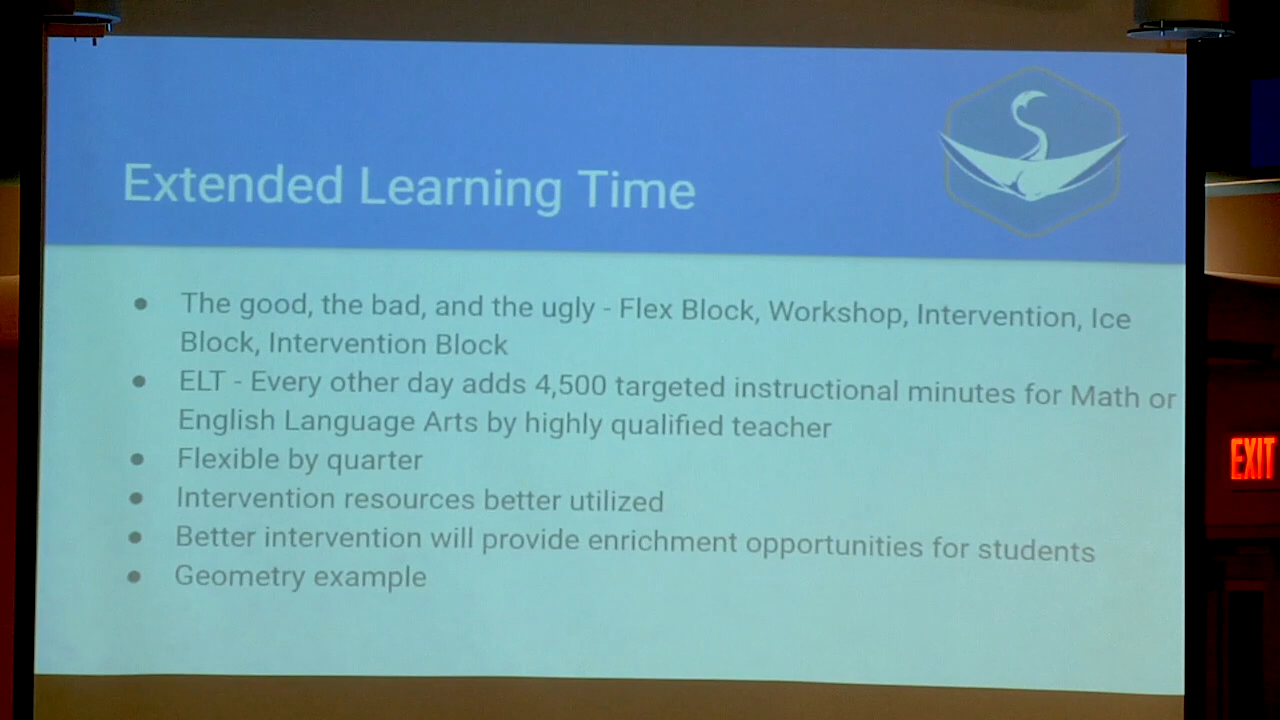 Extended Learning Time
● The good, the bad, and the ugly - Flex Block, Workshop, Intervention, Ice
Block, Intervention Block
● ELT - Every other day adds 4,500 targeted instructional minutes for Math or
English Language Arts by highly qualified teacher
● Flexible by quarter
● Intervention resources better utilized
● Better intervention will provide enrichment opportunities for students
● Geometry example
EXIT